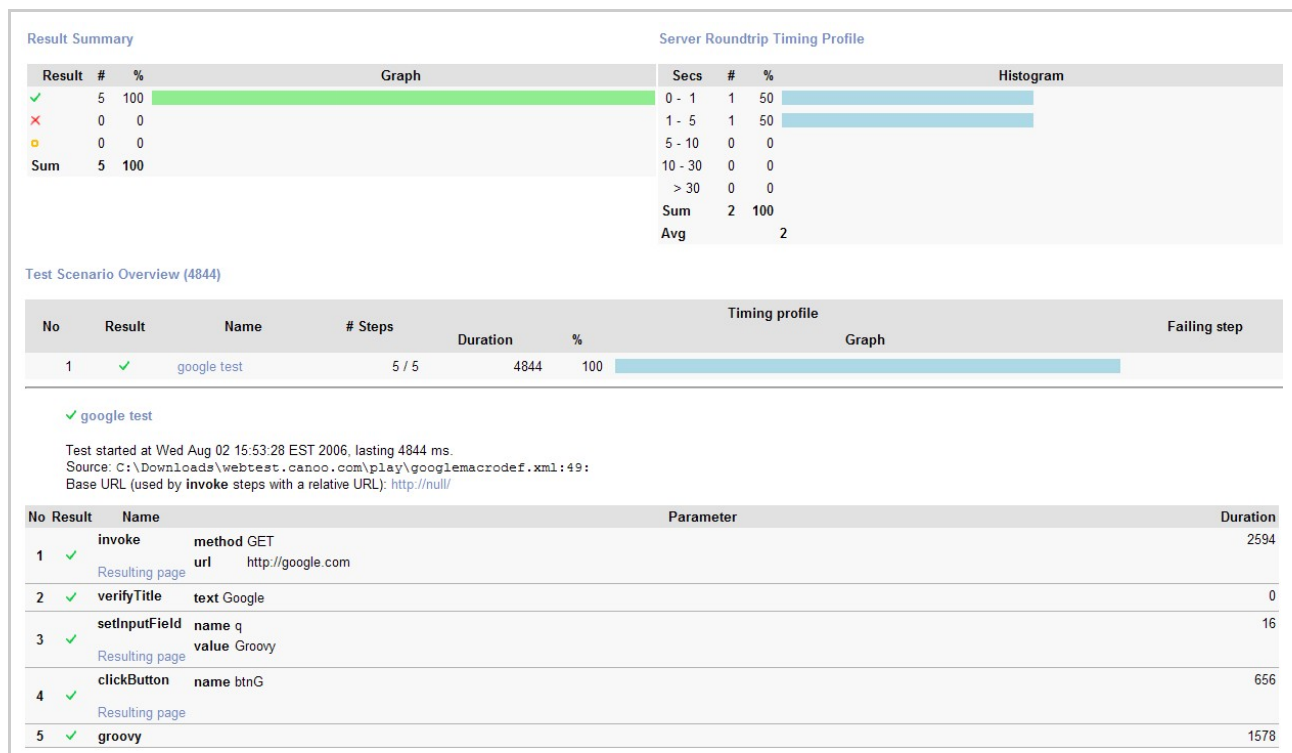 Result Summary
Result # % Graph
5 100
0 0
0 0
Sum 5 100
Server Roundtrip Timing Profile
Secs # % Histogram
0 - 1 1 50
1 - 5 1 50
5 - 10 0 0
10 - 30 0 0
> 30 0 0
Sum 2 100
Avg 2
Test Scenario Overview (4844)
No Result Name # Steps Timing profile Failing step
Duration % Graph
1 google test 5 / 5 4844 100
google test
Test started at Wed Aug 02 15:53:28 EST 2006, lasting 4844 ms.
Source: C:\Downloads\webtest.canoo.com\play\googlemacrodef.xml:49:
Base URL (used by invoke steps with a relative URL): http://null/
No Result Name Parameter Duration
1 invoke method GET 2594
url http://google.com
Resulting page
2 verifyTitle text Google 0
3 setInputField name q 16
value Groovy
Resulting page
4 clickButton name btnG 656
Resulting page
5 groovy 1578